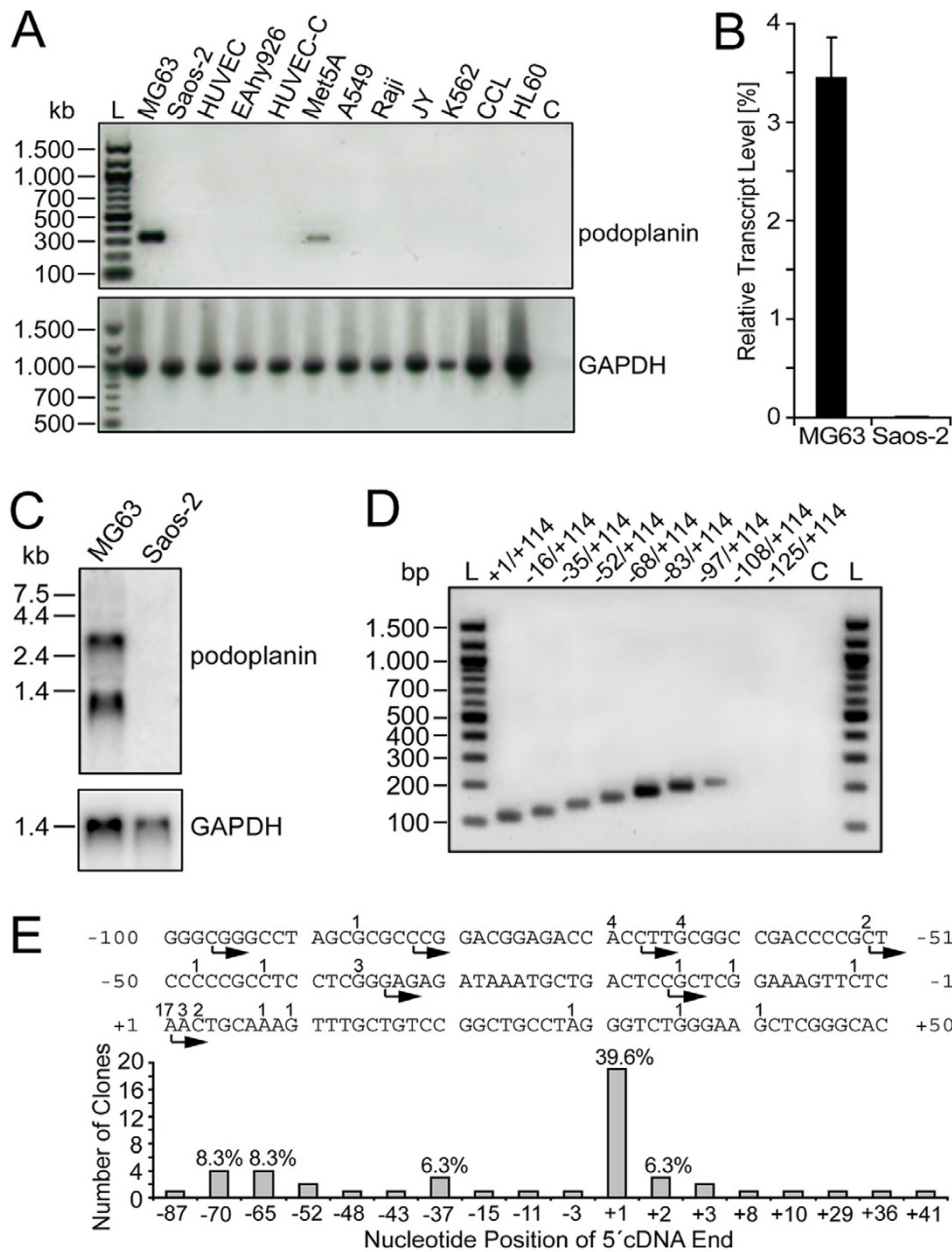 A
kb L MG63 Saos-2 HUVEC EAhy926 HUVEC-C Met5A A549 Raji JY K562 CCL HL60 C
1.500
1.000
700
500
300
100
podoplanin
1.500
1.000
700
500
GAPDH
B
Relative Transcript Level [%]
4
3
2
1
0
MG63 Saos-2
C
kb MG63 Saos-2
7.5
4.4
2.4
1.4
podoplanin
1.4
GAPDH
D
bp L +1/+114 -16/+114 -35/+114 -52/+114 -68/+114 -83/+114 -97/+114 -108/+114 -125/+114 C L
1.500
1.000
700
500
400
300
200
100
E
1 4 4 2
-100 GGGCGGGCCT AGCGCGCCCG GACGGAGACC ACCTTGCGGC CGACCCCGCT -51
1 1 3 1 1 1
-50 CCCCCGCCTC CTCGGGAGAG ATAAATGCTG ACTCCGCTCG GAAAGTTCTC -1
17 3 2 1 1 1 1 1
+1 AACTGCAAAG TTTGCTGTCC GGCTGCCTAG GGTCTGGGAA GCTCGGGCAC +50
Number of Clones
20
16
12
8
4
0
8.3% 8.3% 6.3% 39.6% 6.3%
-87 -70 -65 -52 -48 -43 -37 -15 -11 -3 +1 +2 +3 +8 +10 +29 +36 +41
Nucleotide Position of 5´cDNA End